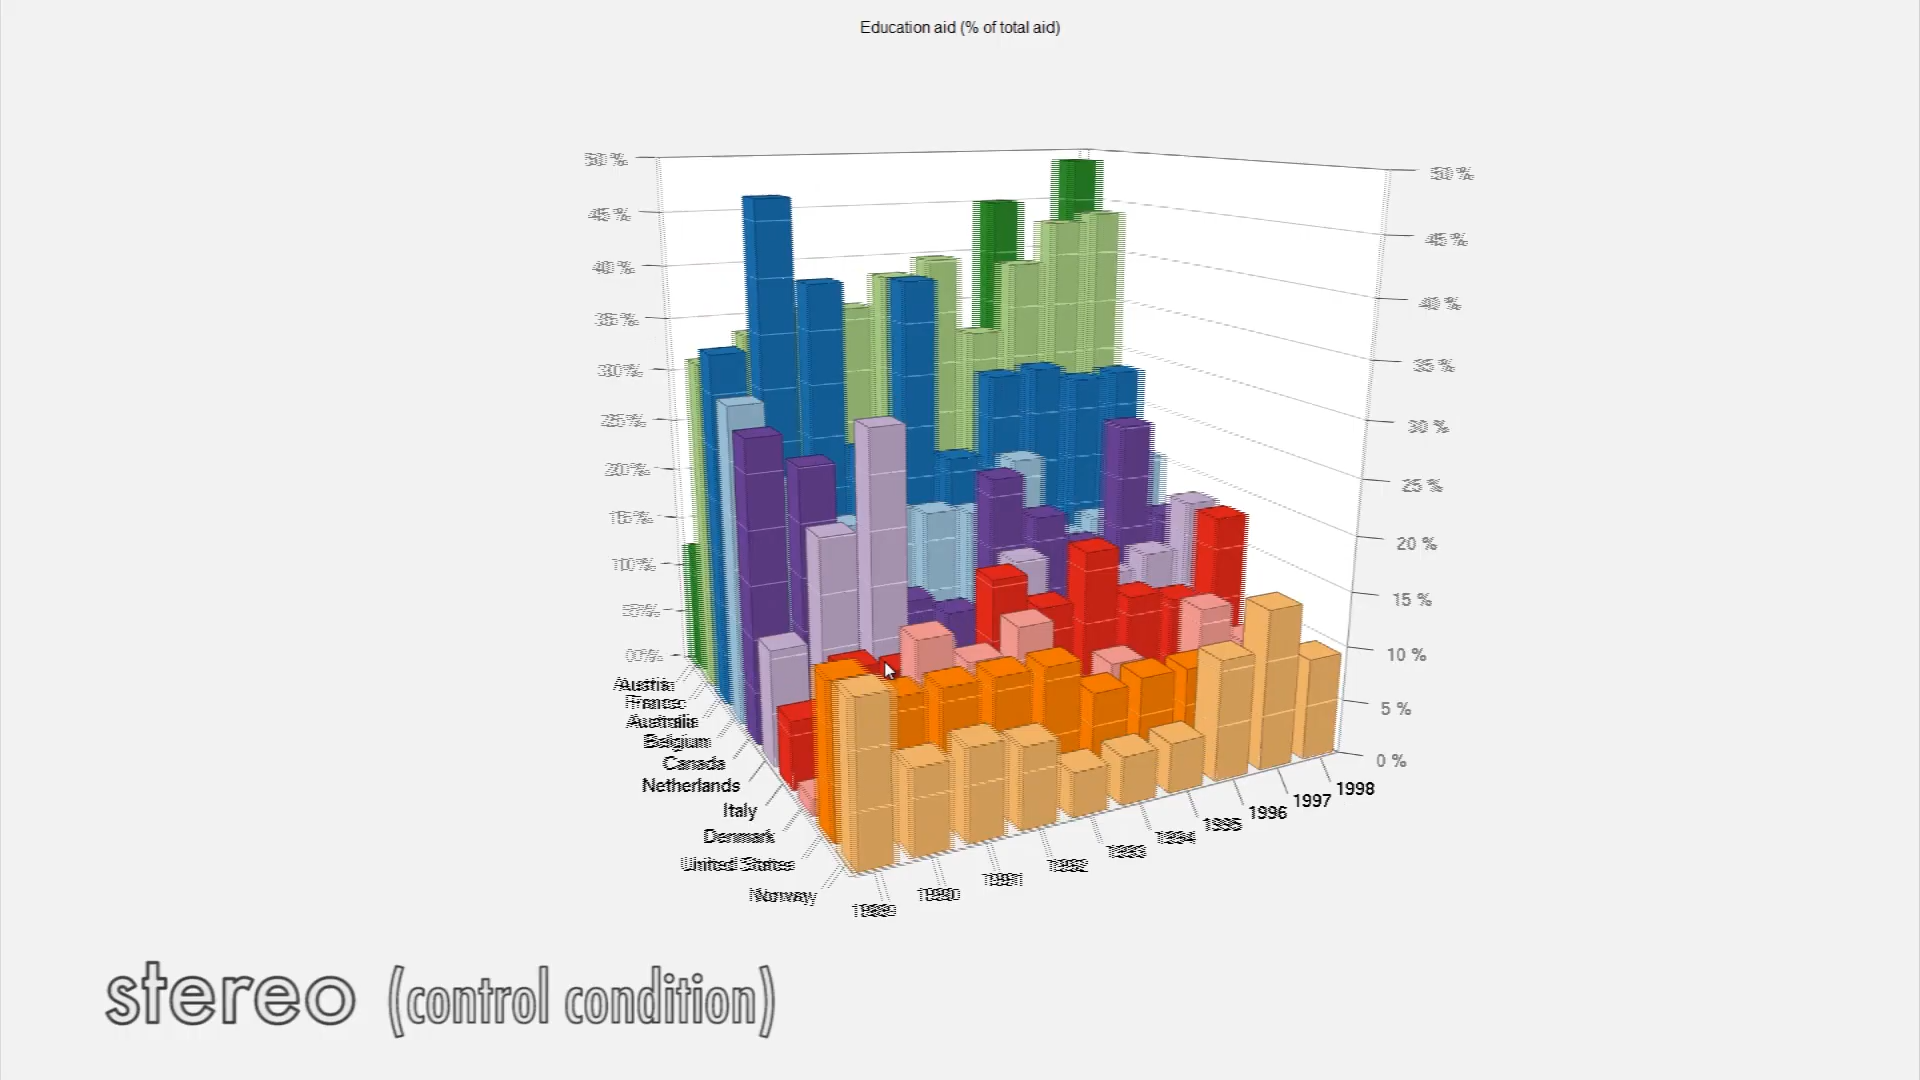 Education aid (% of total aid)
50 %
45 %
40 %
35 %
30 %
25 %
20 %
15 %
10 %
5 %
0 %
50 %
45 %
40 %
35 %
30 %
25 %
20 %
15 %
10 %
5 %
0 %
Austria
France
Australia
Belgium
Canada
Netherlands
Italy
Denmark
United States
Norway
1989
1990
1991
1992
1993
1994
1995
1996
1997
1998
stereo (control condition)